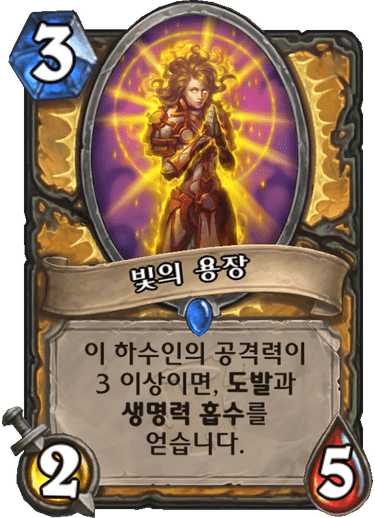 3
빛의 용장
이 하수인의 공격력이
3 이상이면, 도발과
생명력 흡수를
얻습니다.
2
5